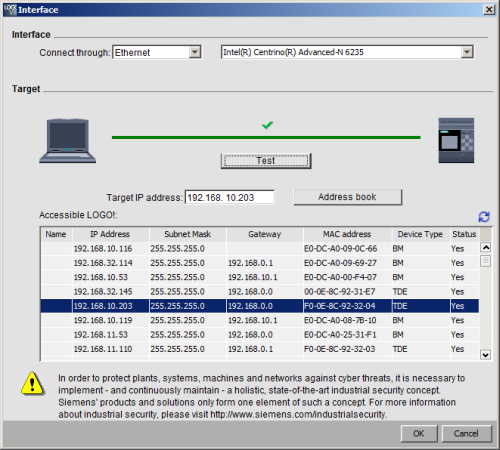 LOGO Interface
Interface
Connect through: Ethernet Intel(R) Centrino(R) Advanced-N 6235
Target
Test
Target IP address: 192.168. 10.203 Address book
Accessible LOGO!:
Name IP Address Subnet Mask Gateway MAC address Device Type Status
192.168.10.116 255.255.255.0 E0-DC-A0-09-0C-66 BM Yes
192.168.32.114 255.255.255.0 192.168.0.1 E0-DC-A0-09-69-27 BM Yes
192.168.10.53 255.255.255.0 192.168.10.1 E0-DC-A0-00-F4-07 BM Yes
192.168.32.145 255.255.255.0 192.168.0.0 00-0E-8C-92-31-E7 TDE Yes
192.168.10.203 255.255.255.0 192.168.0.0 F0-0E-8C-92-32-04 TDE Yes
192.168.10.119 255.255.255.0 192.168.10.1 E0-DC-A0-08-7B-10 BM Yes
192.168.11.53 255.255.255.0 192.168.0.0 E0-DC-A0-25-31-F1 BM Yes
192.168.11.110 255.255.255.0 192.168.0.1 F0-0E-8C-92-32-03 TDE Yes
In order to protect plants, systems, machines and networks against cyber threats, it is necessary to
implement - and continuously maintain - a holistic, state-of-the-art industrial security concept.
Siemens' products and solutions only form one element of such a concept. For more information
about industrial security, please visit http://www.siemens.com/industrialsecurity.
OK Cancel